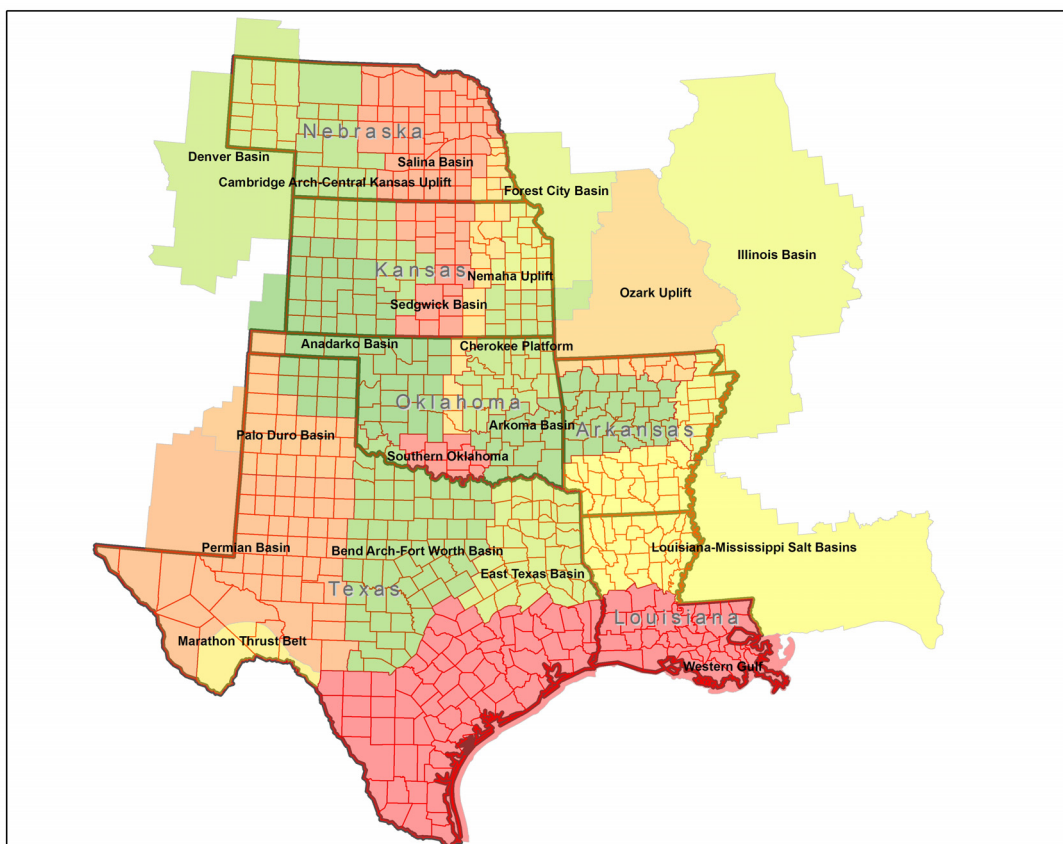 Nebraska
Denver Basin
Salina Basin
Cambridge Arch-Central Kansas Uplift
Forest City Basin
Illinois Basin
Kansas
Nemaha Uplift
Ozark Uplift
Sedgwick Basin
Anadarko Basin
Cherokee Platform
Oklahoma
Arkoma Basin
Arkansas
Palo Duro Basin
Southern Oklahoma
Permian Basin
Bend Arch-Fort Worth Basin
Louisiana-Mississippi Salt Basins
East Texas Basin
Texas
Louisiana
Marathon Thrust Belt
Western Gulf